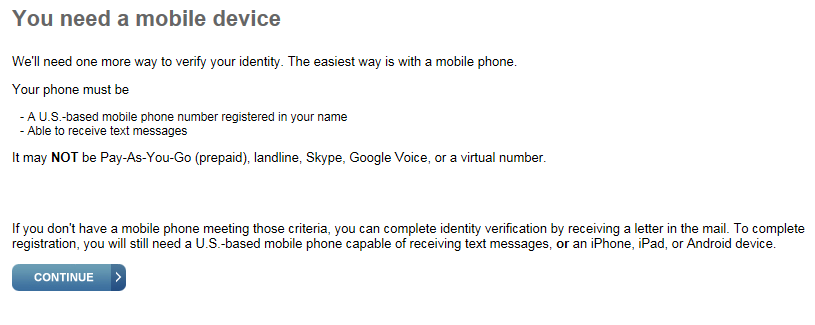 You need a mobile device
We'll need one more way to verify your identity. The easiest way is with a mobile phone.
Your phone must be
- A U.S.-based mobile phone number registered in your name
- Able to receive text messages
It may NOT be Pay-As-You-Go (prepaid), landline, Skype, Google Voice, or a virtual number.
If you don't have a mobile phone meeting those criteria, you can complete identity verification by receiving a letter in the mail. To complete
registration, you will still need a U.S.-based mobile phone capable of receiving text messages, or an iPhone, iPad, or Android device.
CONTINUE